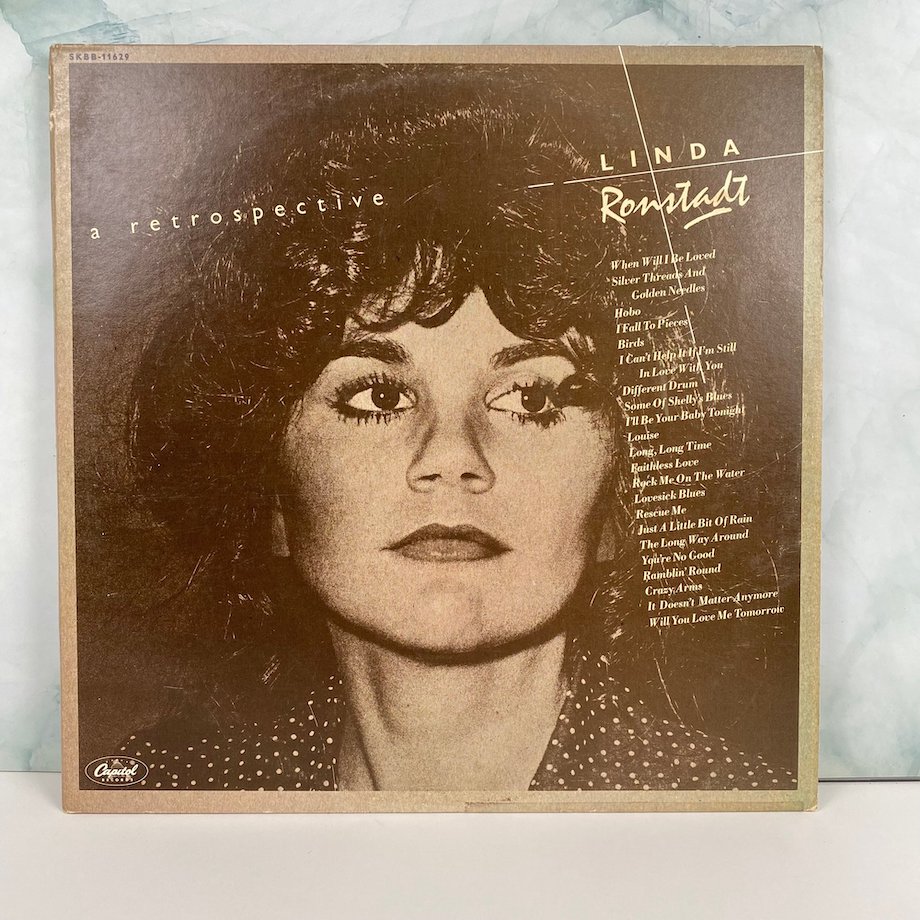 SKBB-11629
a retrospective
LINDA
Ronstadt
When Will I Be Loved
Silver Threads And
Golden Needles
Hobo
I Fall To Pieces
Birds
I Can't Help It If I'm Still
In Love With You
Different Drum
Some Of Shelly's Blues
I'll Be Your Baby Tonight
Louise
Long, Long Time
Faithless Love
Rock Me On The Water
Lovesick Blues
Rescue Me
Just A Little Bit Of Rain
The Long Way Around
You're No Good
Ramblin' Round
Crazy Arms
It Doesn't Matter Anymore
Will You Love Me Tomorrow
Capitol
RECORDS